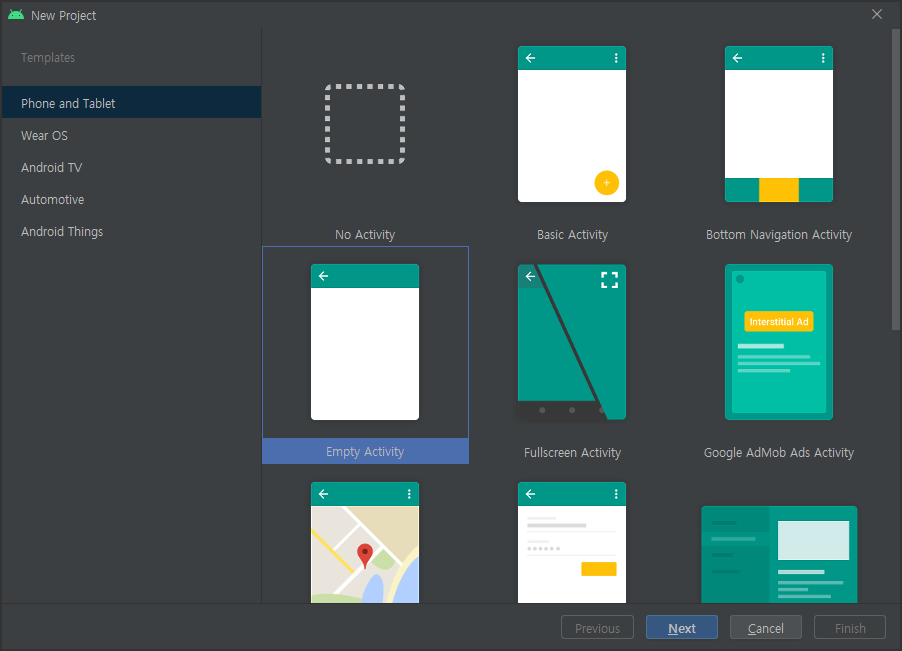 New Project
Templates
Phone and Tablet
Wear OS
Android TV
Automotive
Android Things
No Activity
Basic Activity
Bottom Navigation Activity
Interstitial Ad
Empty Activity
Fullscreen Activity
Google AdMob Ads Activity
Previous
Next
Cancel
Finish